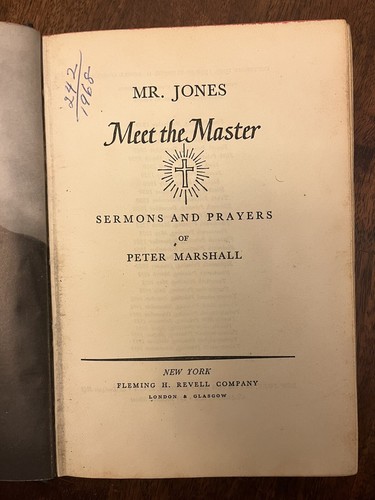 242
1968
MR. JONES
Meet the Master
SERMONS AND PRAYERS
OF
PETER MARSHALL
NEW YORK
FLEMING H. REVELL COMPANY
LONDON & GLASGOW